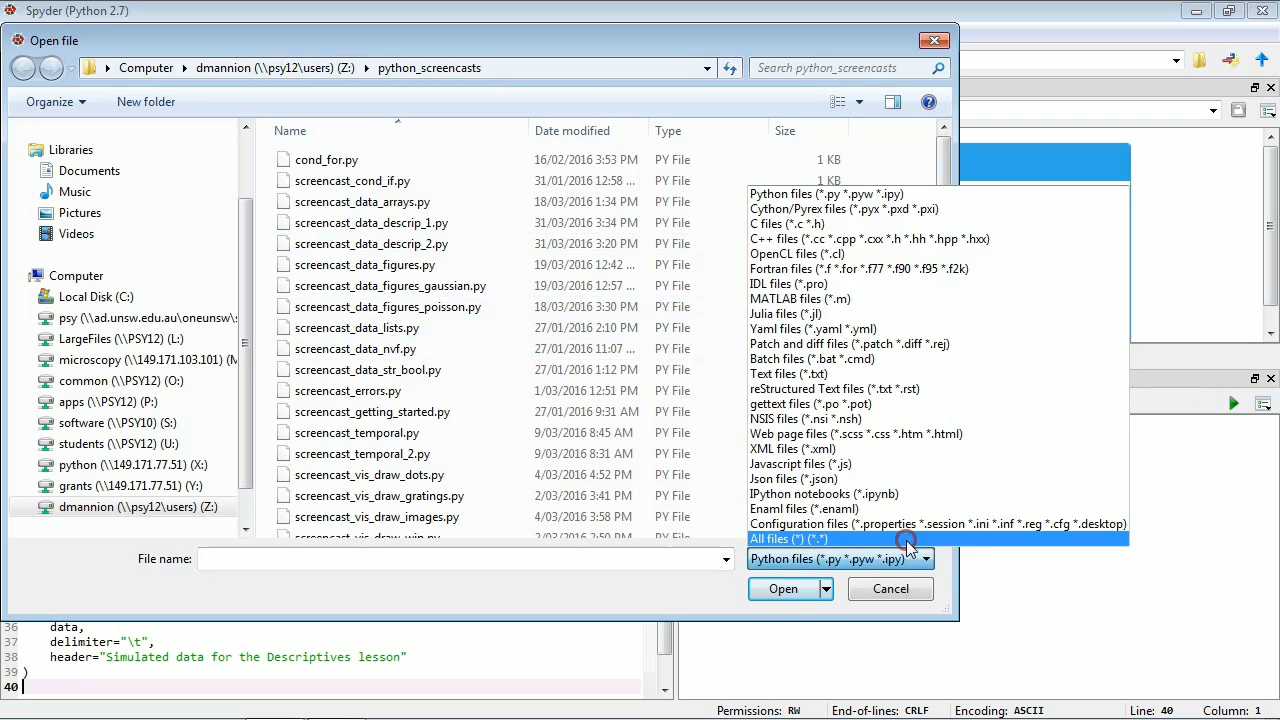 Spyder (Python 2.7)
Open file
Computer dmannion (\\psy12\users) (Z:) python_screencasts
Search python_screencasts
Organize New folder
Name Date modified Type Size
Libraries
Documents
Music
Pictures
Videos
Computer
Local Disk (C:)
psy (\\ad.unsw.edu.au\oneunsw\:
LargeFiles (\\PSY12) (L:)
microscopy (\\149.171.103.101) (M
common (\\PSY12) (O:)
apps (\\PSY12) (P:)
software (\\PSY10) (S:)
students (\\PSY12) (U:)
python (\\149.171.77.51) (X:)
grants (\\149.171.77.51) (Y:)
dmannion (\\psy12\users) (Z:)
cond_for.py 16/02/2016 3:53 PM PY File 1 KB
screencast_cond_if.py 31/01/2016 12:58 ... PY File 1 KB
screencast_data_arrays.py 18/03/2016 1:34 PM PY File
screencast_data_descrip_1.py 31/03/2016 3:03 PM PY File
screencast_data_descrip_2.py 31/03/2016 3:20 PM PY File
screencast_data_figures.py 19/03/2016 12:42 ... PY File
screencast_data_figures_gaussian.py 19/03/2016 12:57 ... PY File
screencast_data_figures_poisson.py 18/03/2016 3:30 PM PY File
screencast_data_lists.py 27/01/2016 2:10 PM PY File
screencast_data_nvf.py 27/01/2016 11:07 ... PY File
screencast_data_str_bool.py 27/01/2016 1:12 PM PY File
screencast_errors.py 1/03/2016 12:51 PM PY File
screencast_getting_started.py 27/01/2016 9:31 AM PY File
screencast_temporal.py 9/03/2016 8:45 AM PY File
screencast_temporal_2.py 9/03/2016 8:31 AM PY File
screencast_vis_draw_dots.py 4/03/2016 4:52 PM PY File
screencast_vis_draw_gratings.py 2/03/2016 3:41 PM PY File
screencast_vis_draw_images.py 4/03/2016 1:59 PM PY File
Python files (*.py *.pyw *.ipy)
Cython/Pyrex files (*.pyx *.pxd *.pxi)
C files (*.c *.h)
C++ files (*.cc *.cpp *.cxx *.h *.hh *.hpp *.hxx)
OpenCL files (*.cl)
Fortran files (*.f *.for *.f77 *.f90 *.f95 *.f2k)
IDL files (*.pro)
MATLAB files (*.m)
Julia files (*.jl)
Yaml files (*.yaml *.yml)
Patch and diff files (*.patch *.diff *.rej)
Batch files (*.bat *.cmd)
Text files (*.txt)
reStructured Text files (*.txt *.rst)
gettext files (*.po *.pot)
NSIS files (*.nsi *.nsh)
Web page files (*.scss *.css *.htm *.html)
XML files (*.xml)
Javascript files (*.js)
Json files (*.json)
IPython notebooks (*.ipynb)
Enaml files (*.enaml)
Configuration files (*.properties *.session *.ini *.inf *.reg *.cfg *.desktop)
All files (*) (*.*)
File name: Python files (*.py *.pyw *.ipy)
Open Cancel
36 data,
37 delimiter="\t",
38 header="Simulated data for the Descriptives lesson"
39 )
40
Permissions: RW End-of-lines: CRLF Encoding: ASCII Line: 40 Column: 1